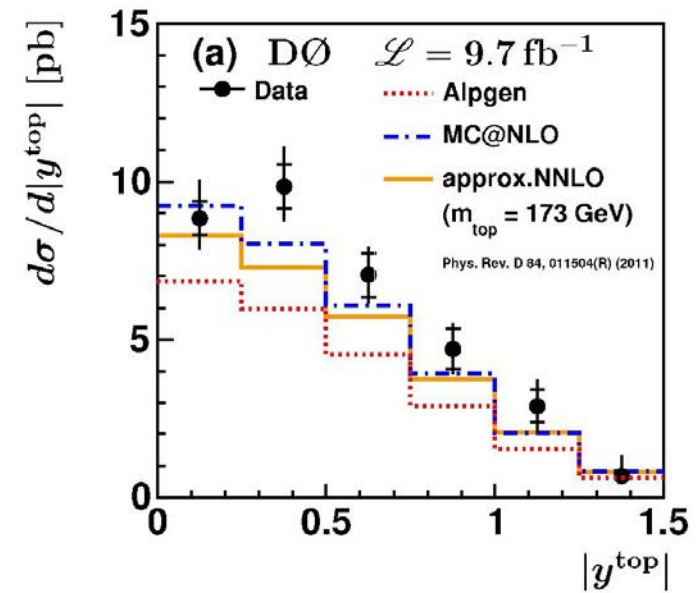 dσ/d|y^top| [pb]
15
10
5
0
(a) DØ ℒ = 9.7 fb⁻¹
Data
Alpgen
MC@NLO
approx.NNLO
(m_top = 173 GeV)
Phys. Rev. D 84, 011504(R) (2011)
0 0.5 1 1.5
|y^top|